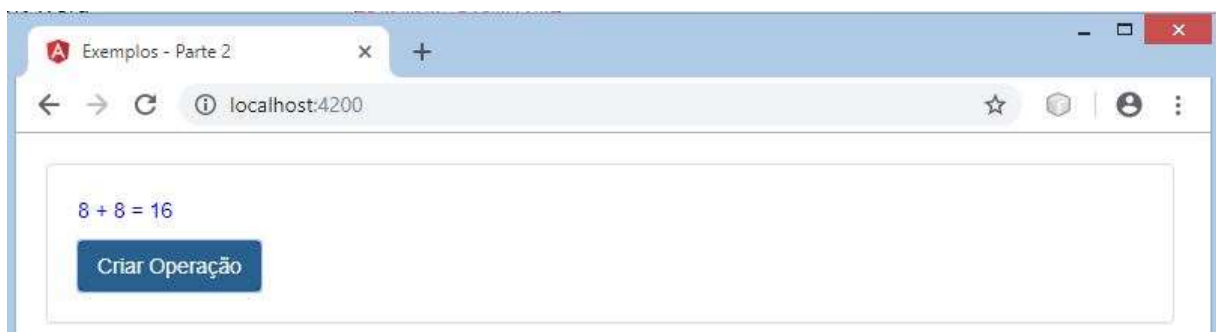 Exemplos - Parte 2
localhost:4200
8 + 8 = 16
Criar Operação